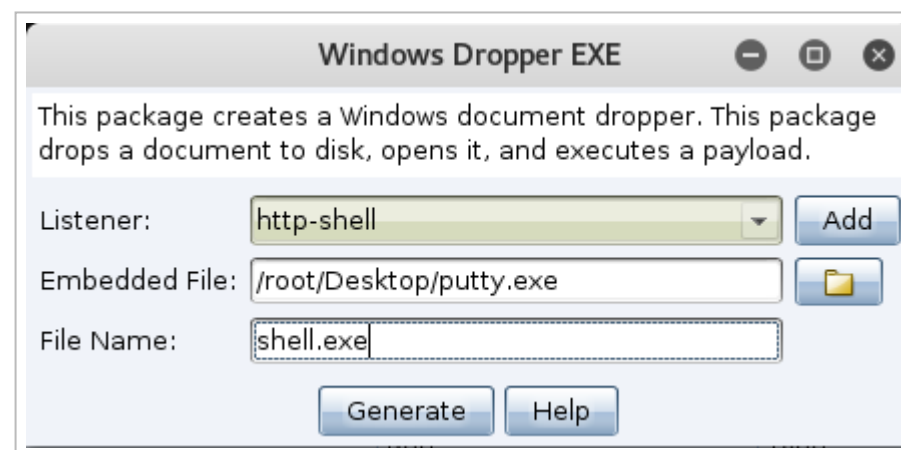 Windows Dropper EXE
This package creates a Windows document dropper. This package
drops a document to disk, opens it, and executes a payload.
Listener: http-shell Add
Embedded File: /root/Desktop/putty.exe
File Name: shell.exe
Generate Help